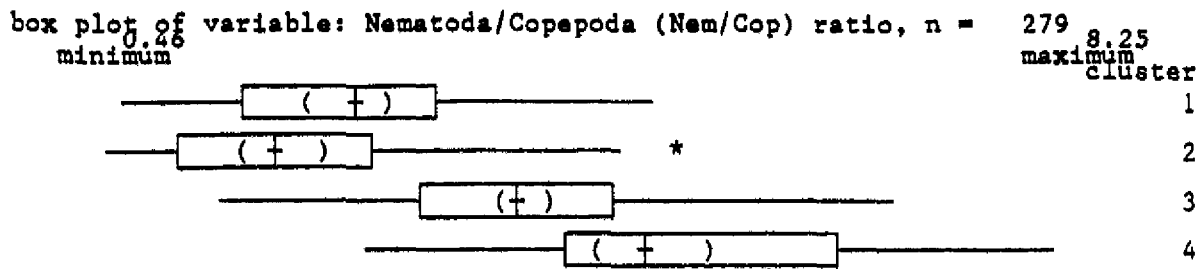 box plot of variable: Nematoda/Copepoda (Nem/Cop) ratio, n = 279
0.46 8.25
minimum maximum
cluster
( + ) 1
( + ) 2
*
( + ) 3
( + ) 4